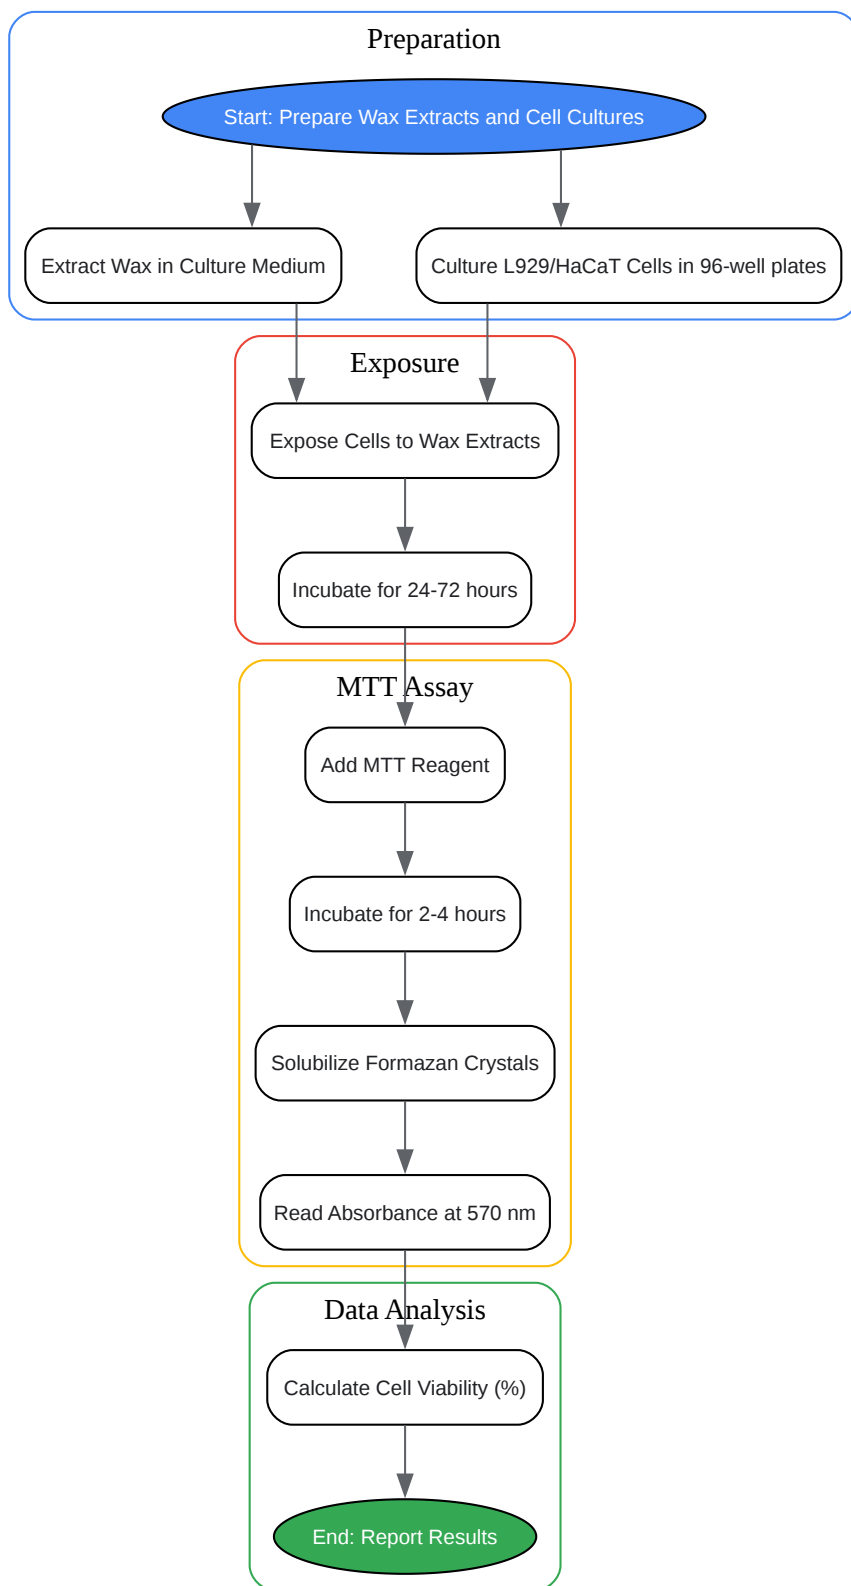 Preparation
Start: Prepare Wax Extracts and Cell Cultures
Extract Wax in Culture Medium
Culture L929/HaCaT Cells in 96-well plates
Exposure
Expose Cells to Wax Extracts
Incubate for 24-72 hours
MTT Assay
Add MTT Reagent
Incubate for 2-4 hours
Solubilize Formazan Crystals
Read Absorbance at 570 nm
Data Analysis
Calculate Cell Viability (%)
End: Report Results